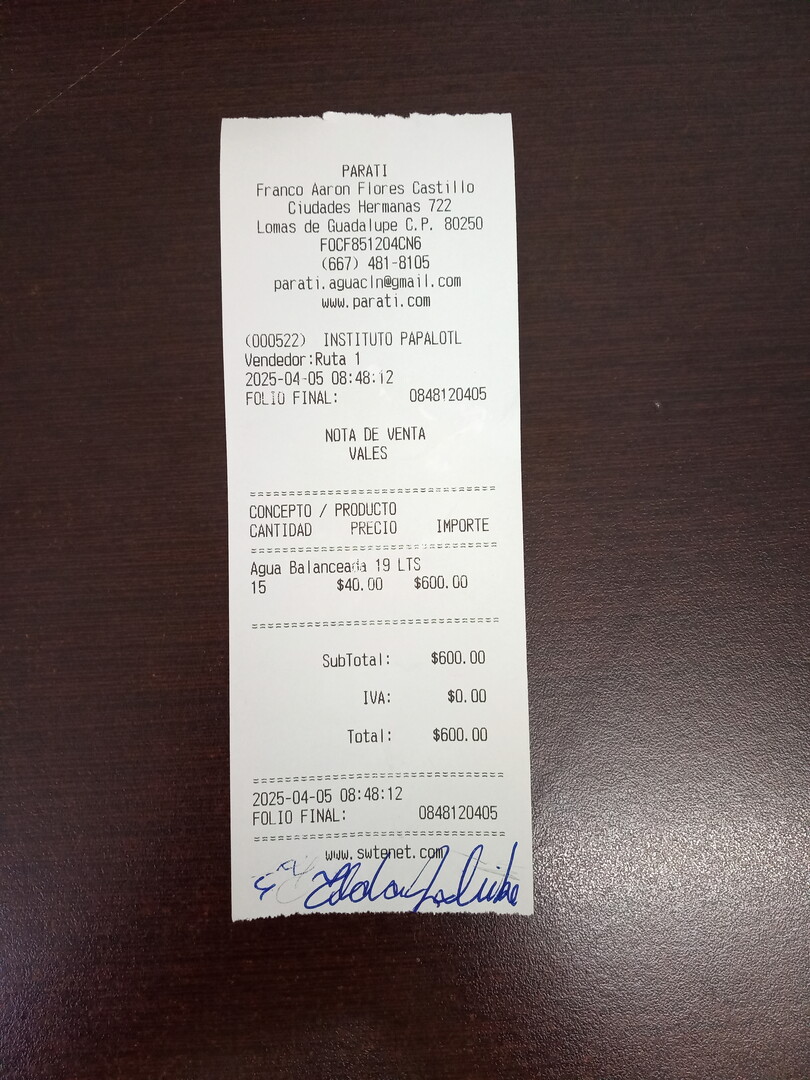 PARATI
Franco Aaron Flores Castillo
Ciudades Hermanas 722
Lomas de Guadalupe C.P. 80250
FOCF851204CN6
(667) 481-8105
parati.aguacln@gmail.com
www.parati.com
(000522) INSTITUTO PAPALOTL
Vendedor:Ruta 1
2025-04-05 08:48:12
FOLIO FINAL: 0848120405
NOTA DE VENTA
VALES
================================
CONCEPTO / PRODUCTO
CANTIDAD PRECIO IMPORTE
================================
Agua Balanceada 19 LTS
15 $40.00 $600.00
================================
SubTotal: $600.00
IVA: $0.00
Total: $600.00
================================
2025-04-05 08:48:12
FOLIO FINAL: 0848120405
================================
www.swtenet.com